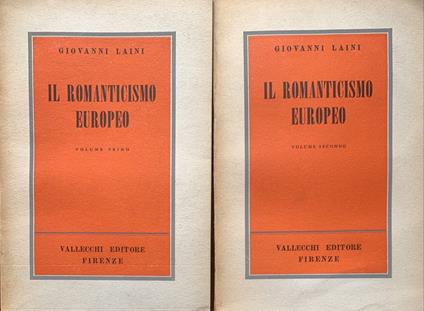 GIOVANNI LAINI
IL ROMANTICISMO
EUROPEO
VOLUME PRIMO
VALLECCHI EDITORE
FIRENZE
GIOVANNI LAINI
IL ROMANTICISMO
EUROPEO
VOLUME SECONDO
VALLECCHI EDITORE
FIRENZE